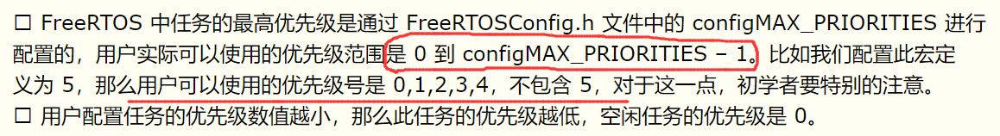 □ FreeRTOS 中任务的最高优先级是通过 FreeRTOSConfig.h 文件中的 configMAX_PRIORITIES 进行
配置的，用户实际可以使用的优先级范围是 0 到 configMAX_PRIORITIES – 1。比如我们配置此宏定
义为 5，那么用户可以使用的优先级号是 0,1,2,3,4，不包含 5，对于这一点，初学者要特别的注意。
□ 用户配置任务的优先级数值越小，那么此任务的优先级越低，空闲任务的优先级是 0。